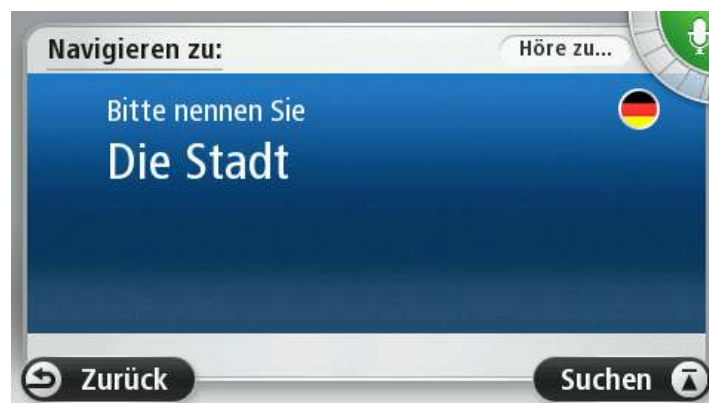 Navigieren zu:
Höre zu...
Bitte nennen Sie
Die Stadt
Zurück
Suchen